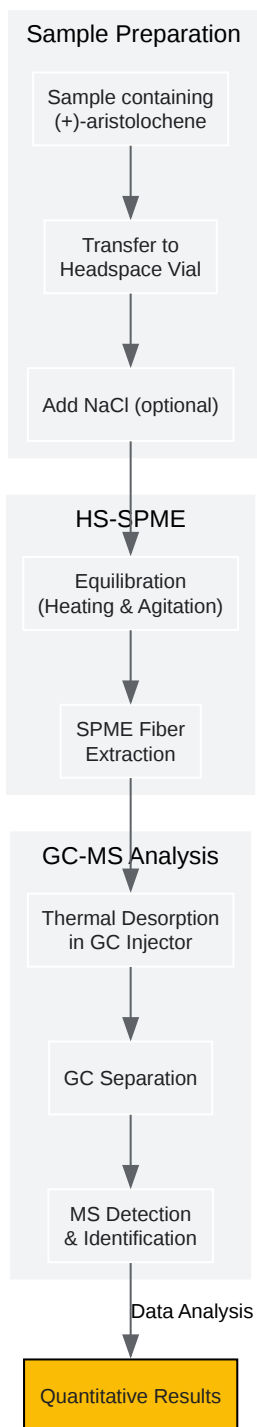 Sample Preparation
Sample containing
(+)-aristolochene
Transfer to
Headspace Vial
Add NaCl (optional)
HS-SPME
Equilibration
(Heating & Agitation)
SPME Fiber
Extraction
GC-MS Analysis
Thermal Desorption
in GC Injector
GC Separation
MS Detection
& Identification
Data Analysis
Quantitative Results